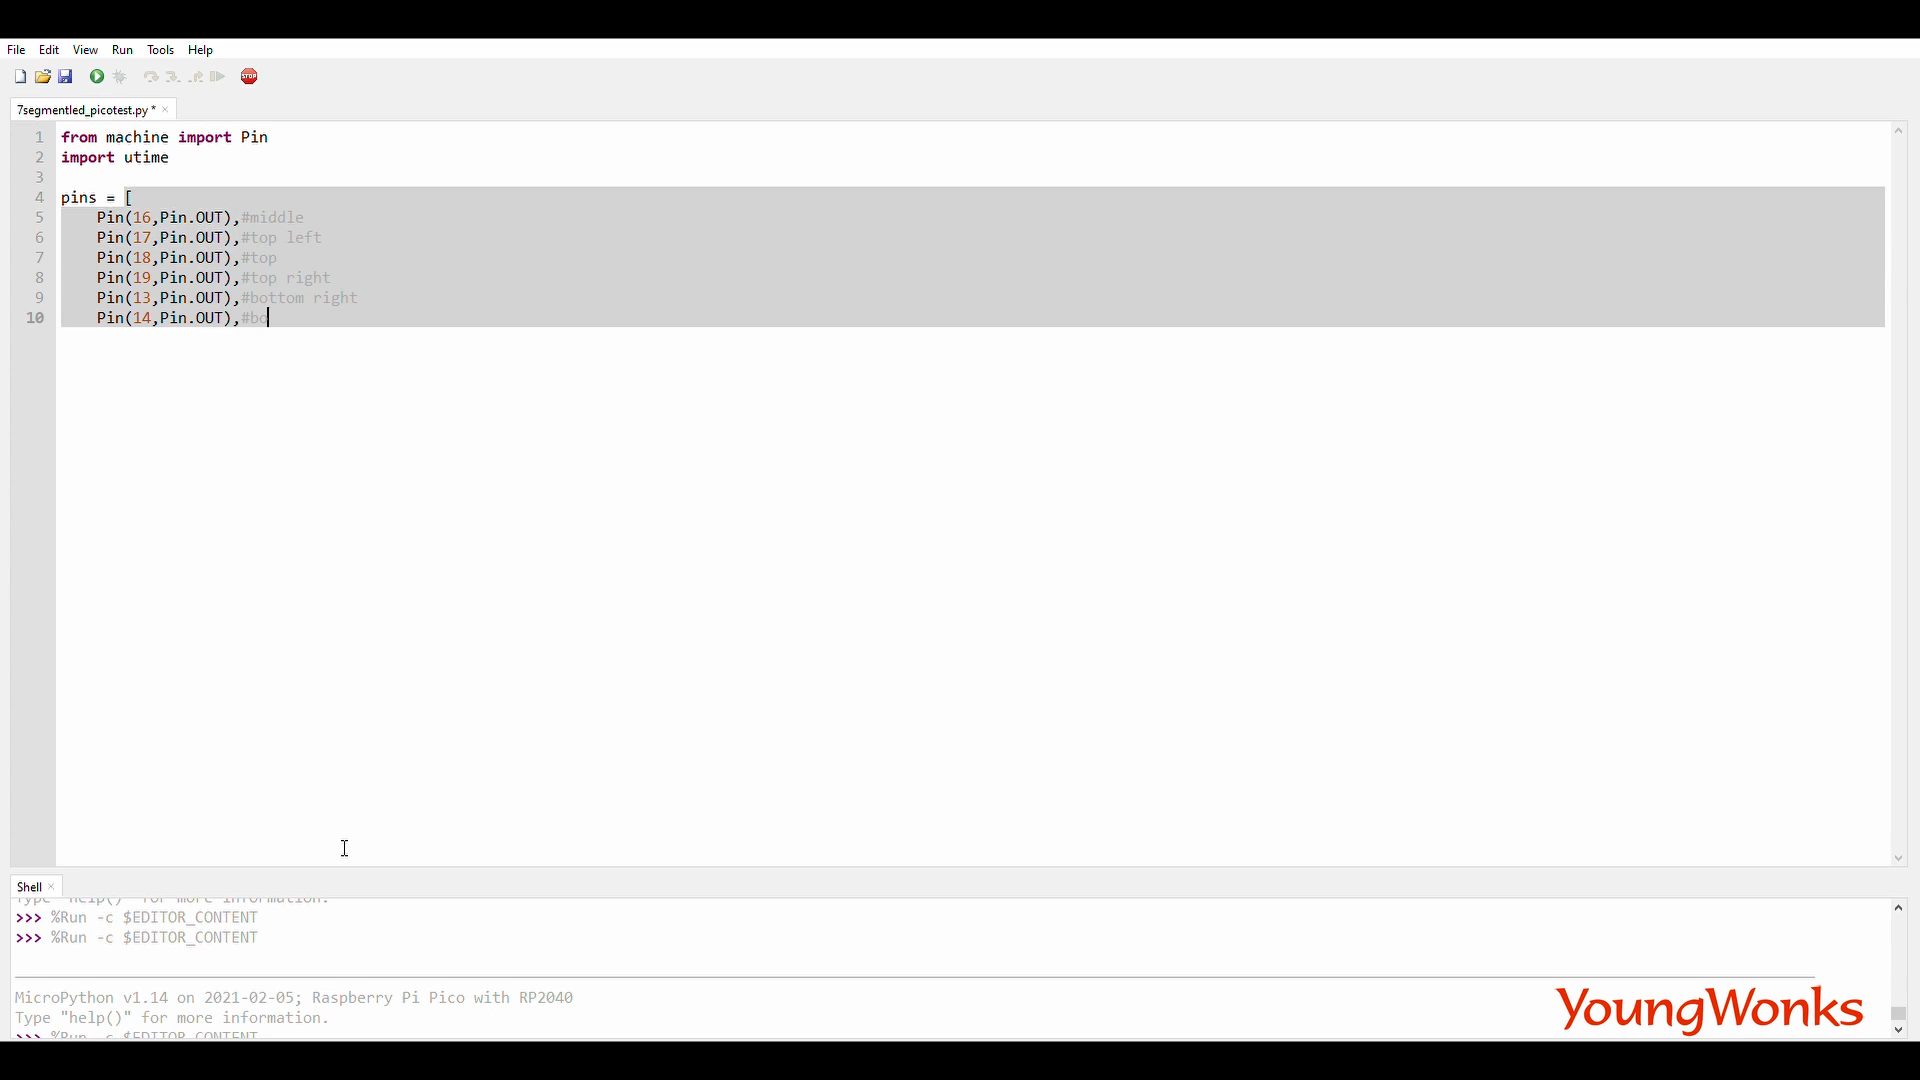 File Edit View Run Tools Help
STOP
7segmentled_picotest.py * ×
1 from machine import Pin
2 import utime
3
4 pins = [
5     Pin(16,Pin.OUT),#middle
6     Pin(17,Pin.OUT),#top left
7     Pin(18,Pin.OUT),#top
8     Pin(19,Pin.OUT),#top right
9     Pin(13,Pin.OUT),#bottom right
10     Pin(14,Pin.OUT),#bo
Shell ×
Type "help()" for more information.
>>> %Run -c $EDITOR_CONTENT
>>> %Run -c $EDITOR_CONTENT
MicroPython v1.14 on 2021-02-05; Raspberry Pi Pico with RP2040
Type "help()" for more information.
>>> %Run -c $EDITOR_CONTENT
YoungWonks